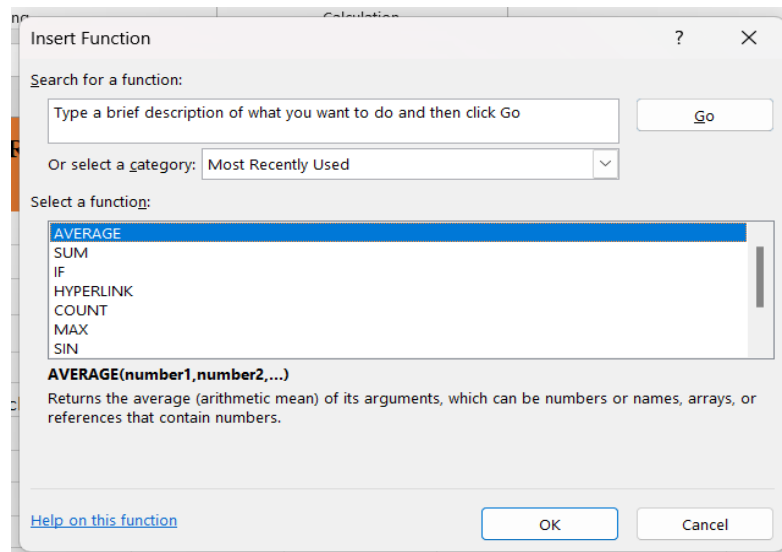 Calculation
Insert Function
?
Search for a function:
Type a brief description of what you want to do and then click Go
Go
Or select a category: Most Recently Used
Select a function:
AVERAGE
SUM
IF
HYPERLINK
COUNT
MAX
SIN
AVERAGE(number1,number2,...)
Returns the average (arithmetic mean) of its arguments, which can be numbers or names, arrays, or
references that contain numbers.
Help on this function
OK
Cancel